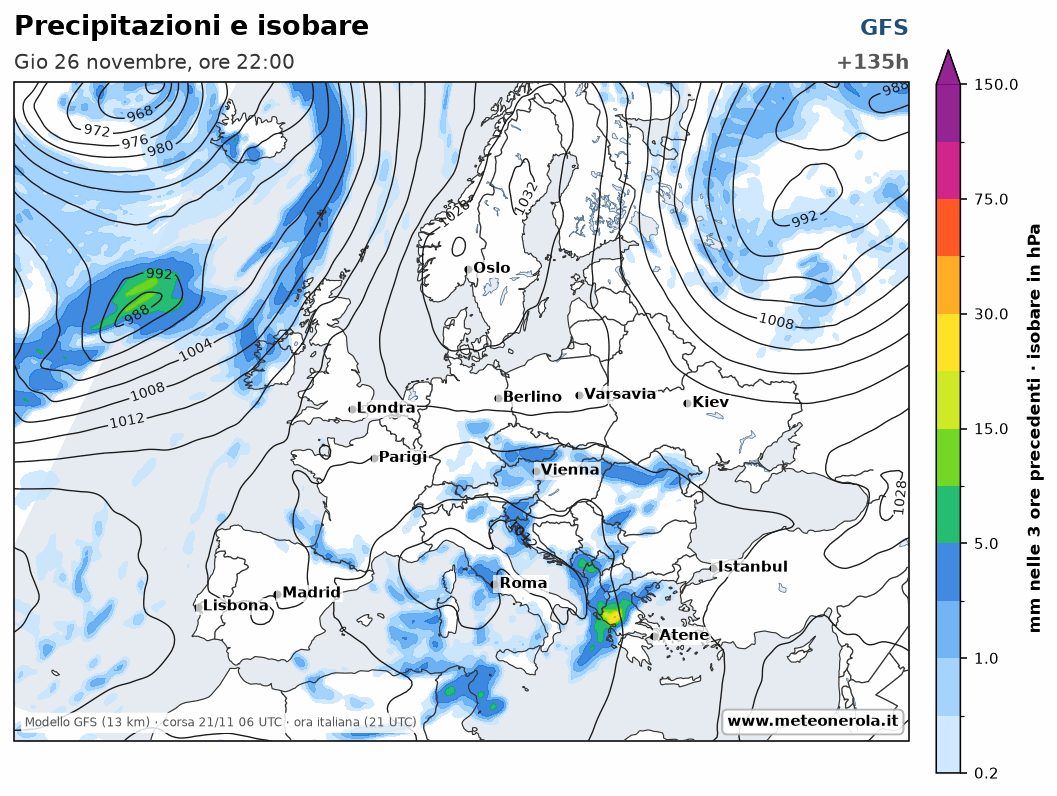 Precipitazioni e isobare
GFS
Gio 26 novembre, ore 22:00
+135h
968
972
976
980
988
992
988
1004
1008
1012
1028
1032
992
1008
1028
Oslo
Londra
Berlino
Varsavia
Kiev
Parigi
Vienna
Roma
Istanbul
Madrid
Lisbona
Atene
Modello GFS (13 km) · corsa 21/11 06 UTC · ora italiana (21 UTC)
www.meteonerola.it
150.0
75.0
30.0
15.0
5.0
1.0
0.2
mm nelle 3 ore precedenti · isobare in hPa